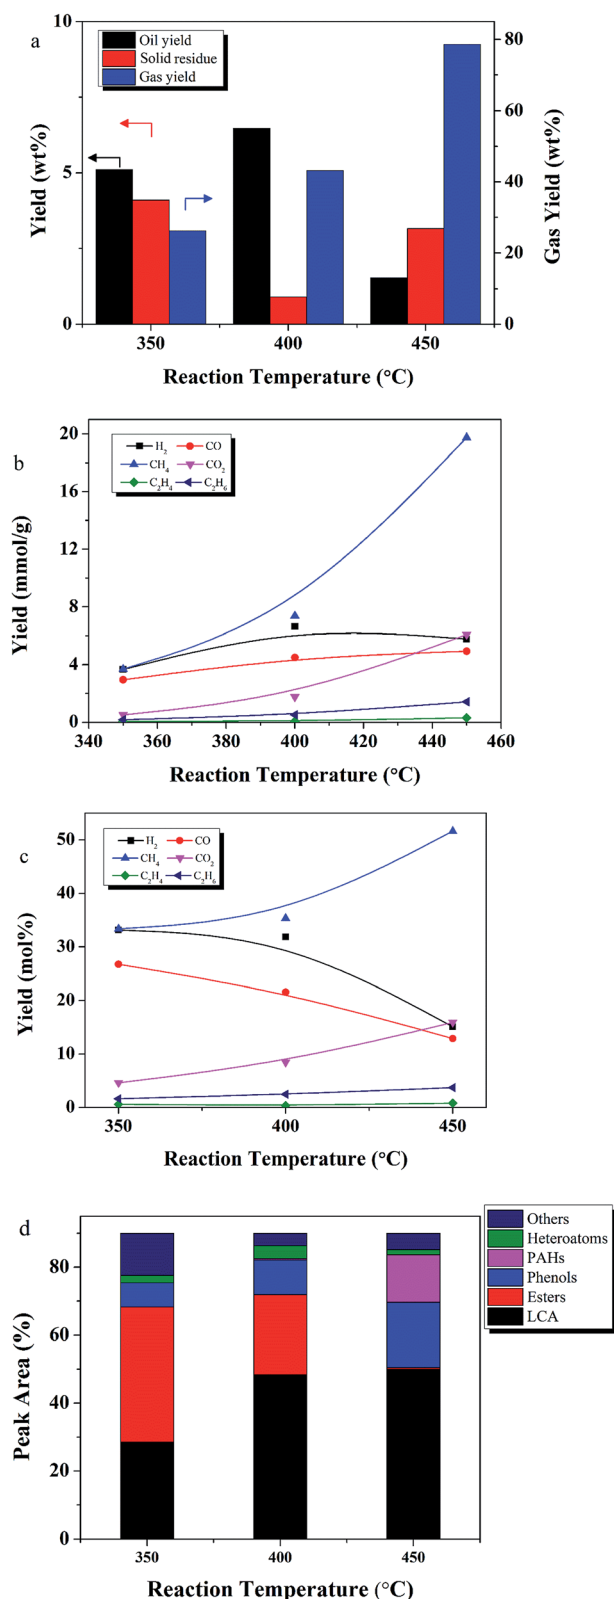 a
Oil yield
Solid residue
Gas yield
10
5
0
80
60
40
20
0
Yield (wt%)
Gas Yield (wt%)
350 400 450
Reaction Temperature (°C)
b
H2 CO
CH4 CO2
C2H4 C2H6
20
16
12
8
4
0
Yield (mmol/g)
340 360 380 400 420 440 460
Reaction Temperature (°C)
c
H2 CO
CH4 CO2
C2H4 C2H6
50
40
30
20
10
0
Yield (mol%)
350 400 450
Reaction Temperature (°C)
d
Others
Heteroatoms
PAHs
Phenols
Esters
LCA
80
60
40
20
0
Peak Area (%)
350 400 450
Reaction Temperature (°C)